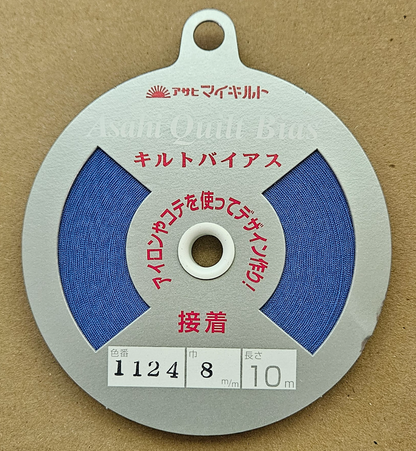 アサヒマイキルト
Asahi Quilt Bias
キルトバイアス
アイロンやコテを使ってデザイン作り!
接着
色番 巾 長さ
1124 8 m/m 10m